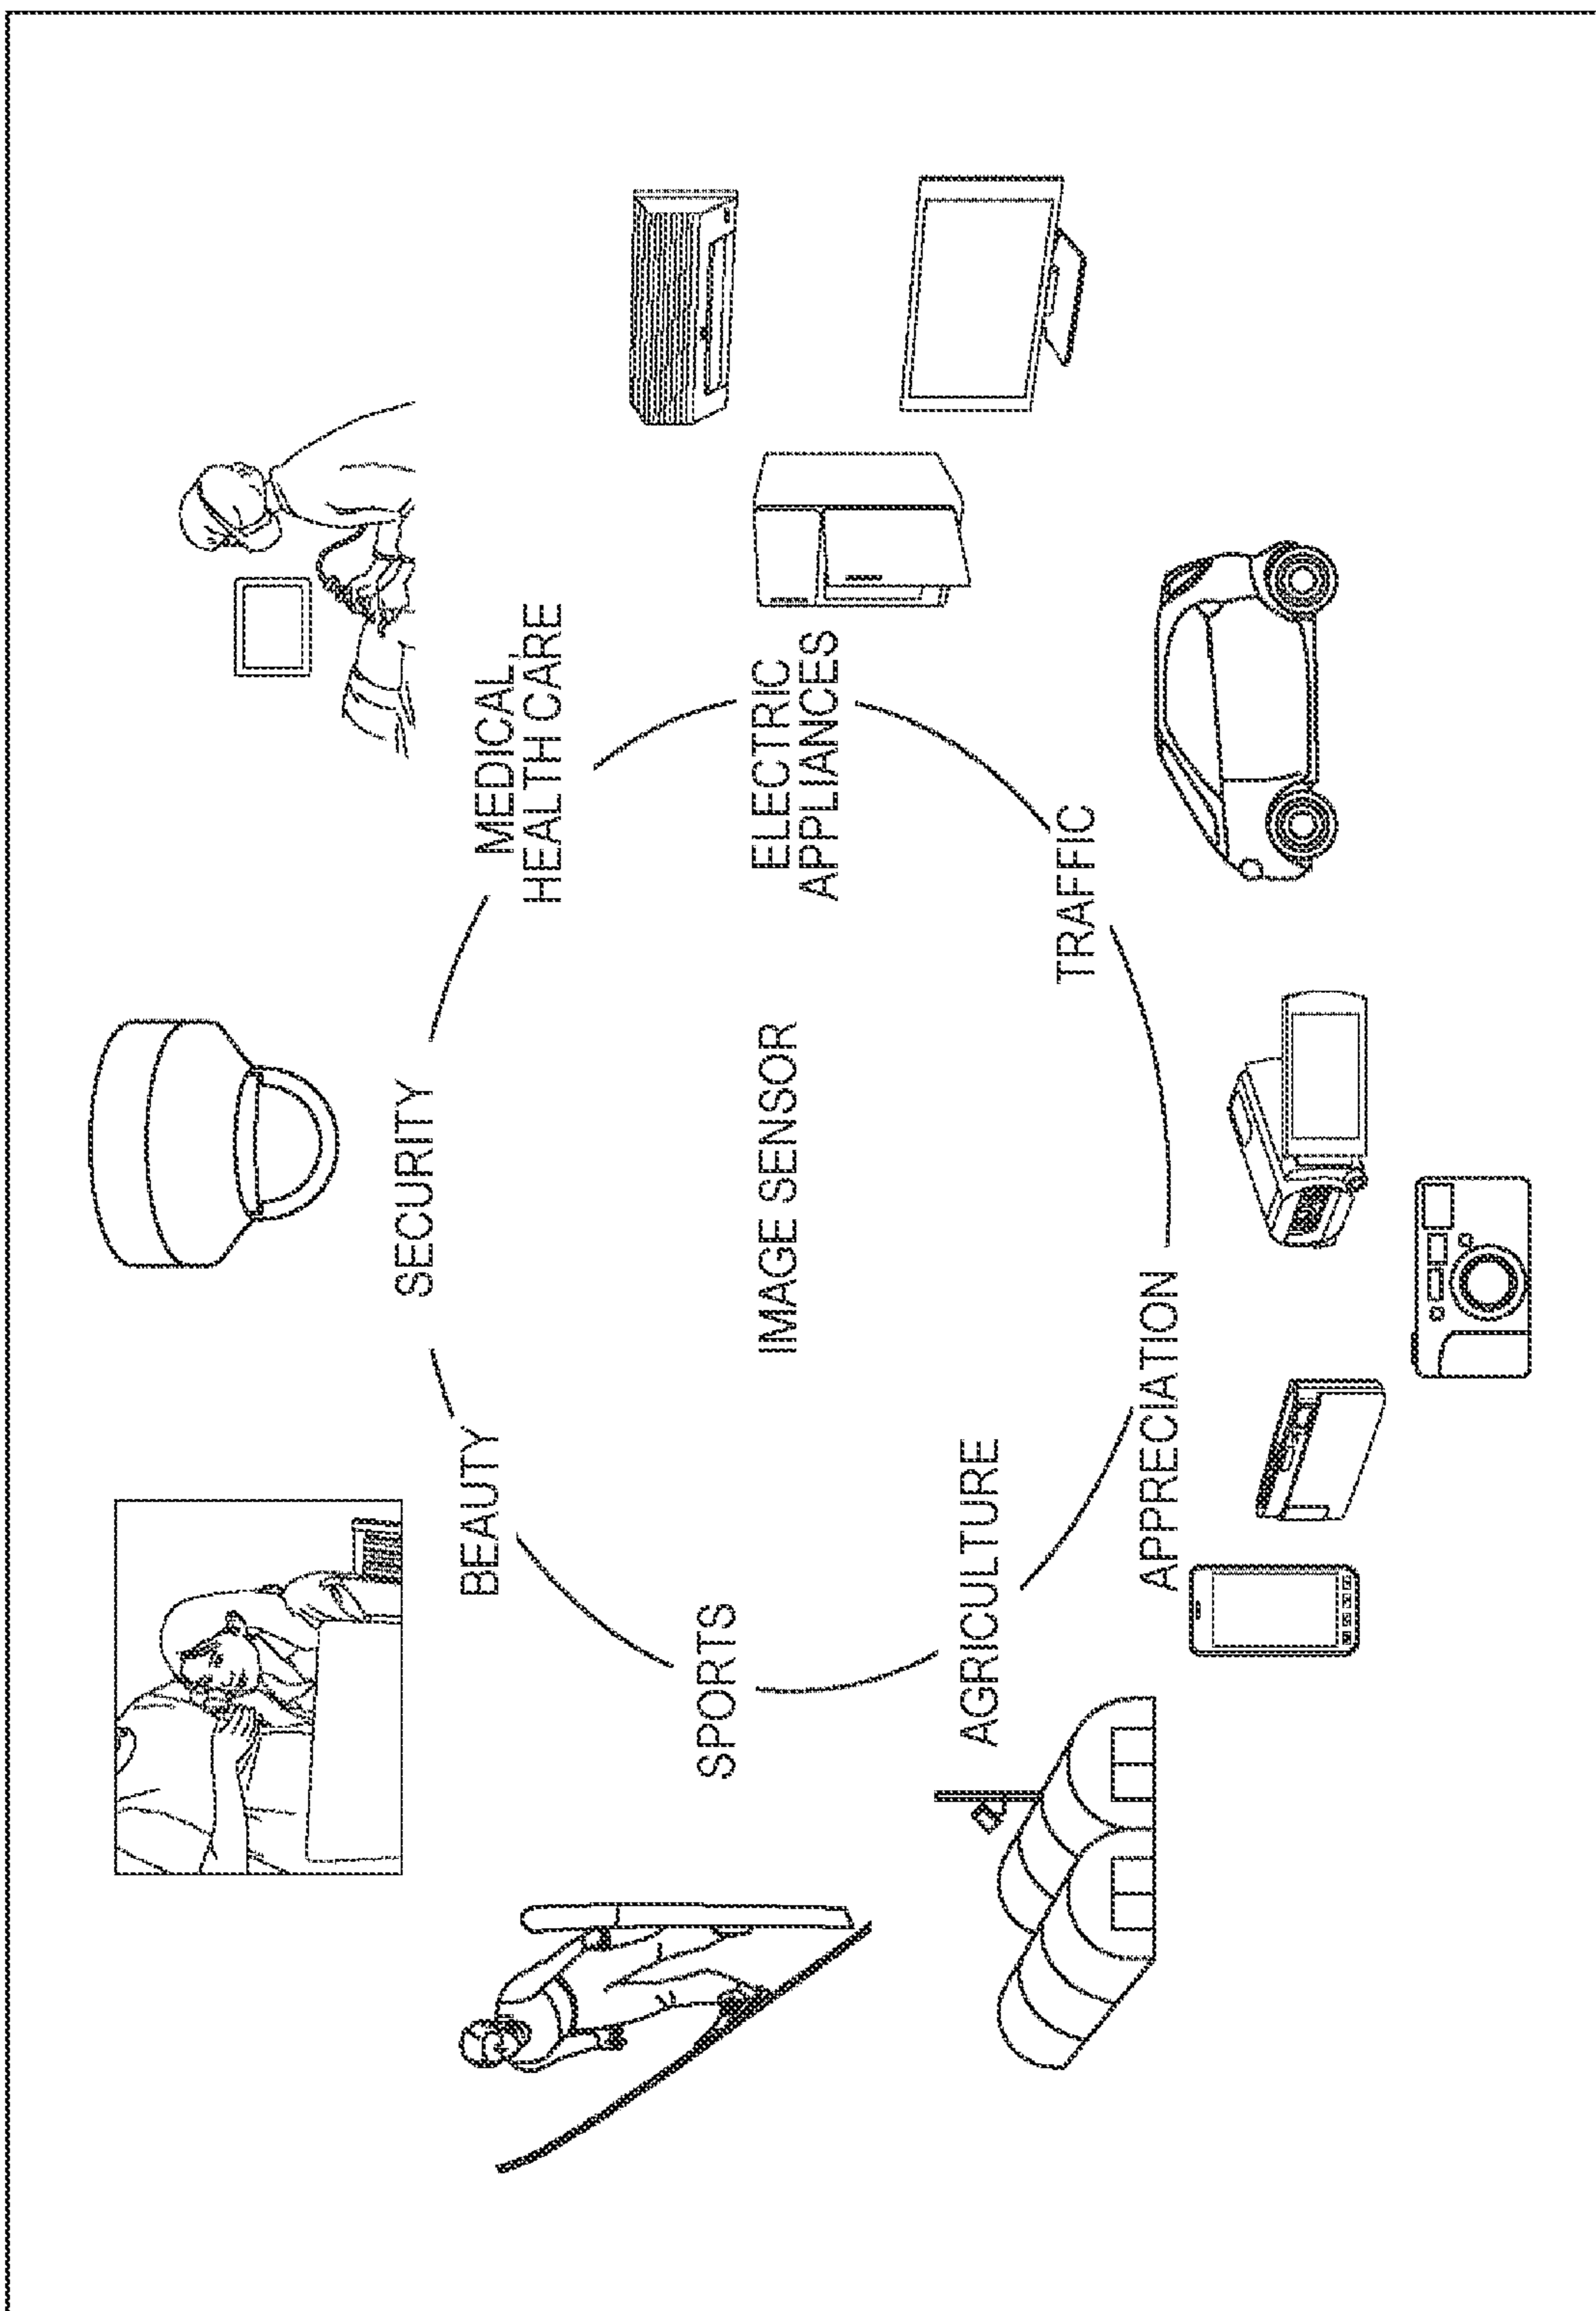 SECURITY
MEDICAL,
HEALTH CARE
BEAUTY
ELECTRIC
APPLIANCES
IMAGE SENSOR
SPORTS
TRAFFIC
AGRICULTURE
APPRECIATION